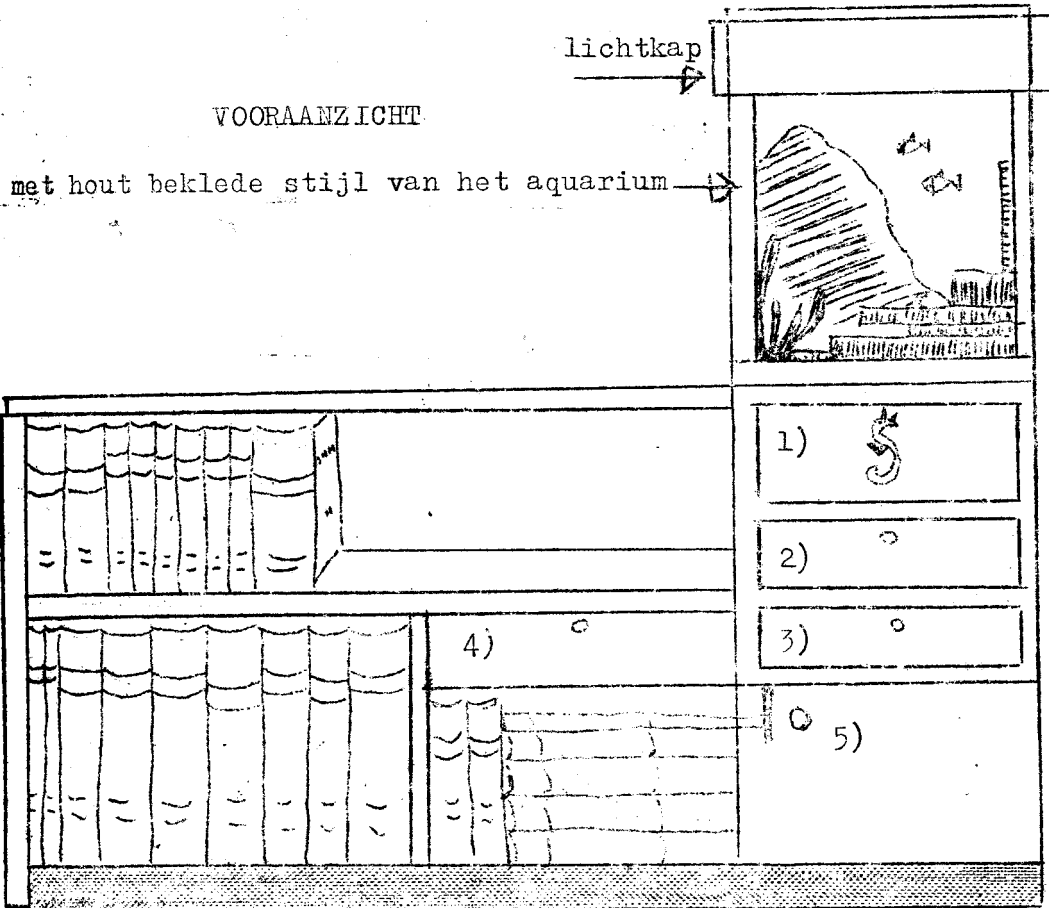 lichtkap
VOORAANZICHT
met hout beklede stijl van het aquarium
1)
2)
3)
4)
5)